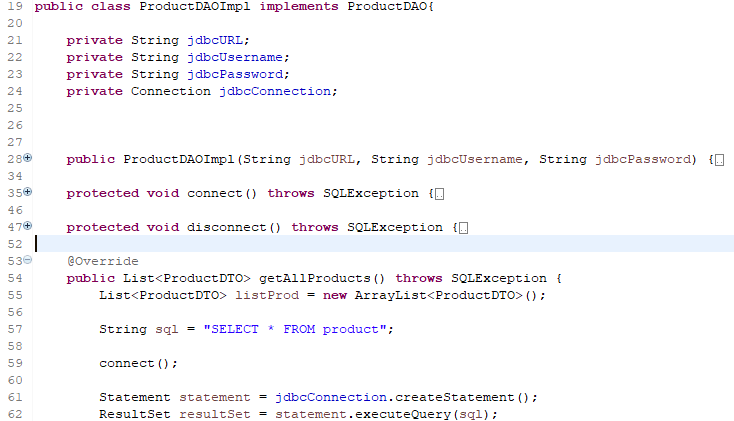 19 public class ProductDAOImpl implements ProductDAO{
20
21     private String jdbcURL;
22     private String jdbcUsername;
23     private String jdbcPassword;
24     private Connection jdbcConnection;
25
26
27
28     public ProductDAOImpl(String jdbcURL, String jdbcUsername, String jdbcPassword) {
34
35     protected void connect() throws SQLException {
46
47     protected void disconnect() throws SQLException {
52
53     @Override
54     public List<ProductDTO> getAllProducts() throws SQLException {
55         List<ProductDTO> listProd = new ArrayList<ProductDTO>();
56
57         String sql = "SELECT * FROM product";
58
59         connect();
60
61         Statement statement = jdbcConnection.createStatement();
62         ResultSet resultSet = statement.executeQuery(sql);